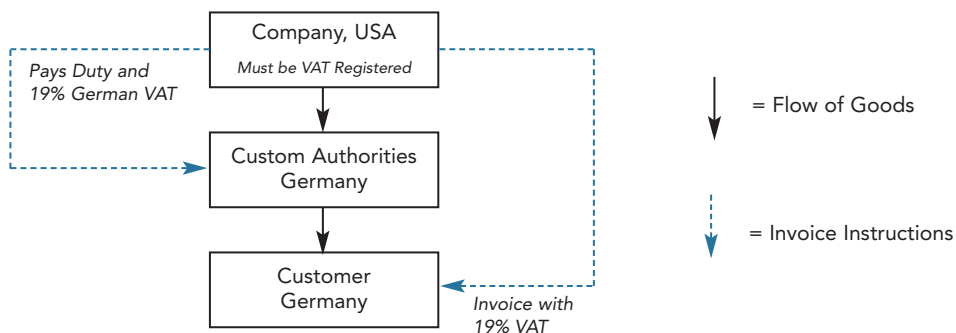 Company, USA
Must be VAT Registered
Pays Duty and
19% German VAT
Custom Authorities
Germany
Customer
Germany
Invoice with
19% VAT
= Flow of Goods
= Invoice Instructions